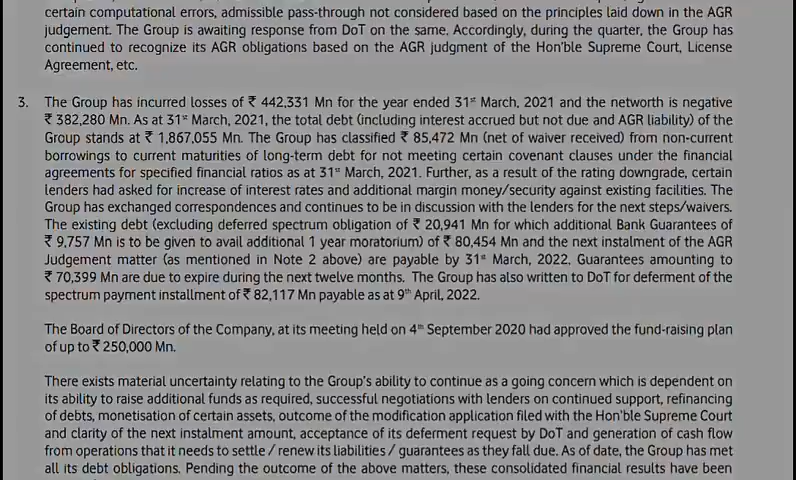 certain computational errors, admissible pass-through not considered based on the principles laid down in the AGR
judgement. The Group is awaiting response from DoT on the same. Accordingly, during the quarter, the Group has
continued to recognize its AGR obligations based on the AGR judgment of the Hon'ble Supreme Court, License
Agreement, etc.
3. The Group has incurred losses of ₹ 442,331 Mn for the year ended 31st March, 2021 and the networth is negative
₹ 382,280 Mn. As at 31st March, 2021, the total debt (including interest accrued but not due and AGR liability) of the
Group stands at ₹ 1,867,055 Mn. The Group has classified ₹ 85,472 Mn (net of waiver received) from non-current
borrowings to current maturities of long-term debt for not meeting certain covenant clauses under the financial
agreements for specified financial ratios as at 31st March, 2021. Further, as a result of the rating downgrade, certain
lenders had asked for increase of interest rates and additional margin money/security against existing facilities. The
Group has exchanged correspondences and continues to be in discussion with the lenders for the next steps/waivers.
The existing debt (excluding deferred spectrum obligation of ₹ 20,941 Mn for which additional Bank Guarantees of
₹ 9,757 Mn is to be given to avail additional 1 year moratorium) of ₹ 80,454 Mn and the next instalment of the AGR
Judgement matter (as mentioned in Note 2 above) are payable by 31st March, 2022. Guarantees amounting to
₹ 70,399 Mn are due to expire during the next twelve months. The Group has also written to DoT for deferment of the
spectrum payment installment of ₹ 82,117 Mn payable as at 9th April, 2022.
The Board of Directors of the Company, at its meeting held on 4th September 2020 had approved the fund-raising plan
of up to ₹ 250,000 Mn.
There exists material uncertainty relating to the Group's ability to continue as a going concern which is dependent on
its ability to raise additional funds as required, successful negotiations with lenders on continued support, refinancing
of debts, monetisation of certain assets, outcome of the modification application filed with the Hon'ble Supreme Court
and clarity of the next instalment amount, acceptance of its deferment request by DoT and generation of cash flow
from operations that it needs to settle / renew its liabilities / guarantees as they fall due. As of date, the Group has met
all its debt obligations. Pending the outcome of the above matters, these consolidated financial results have been